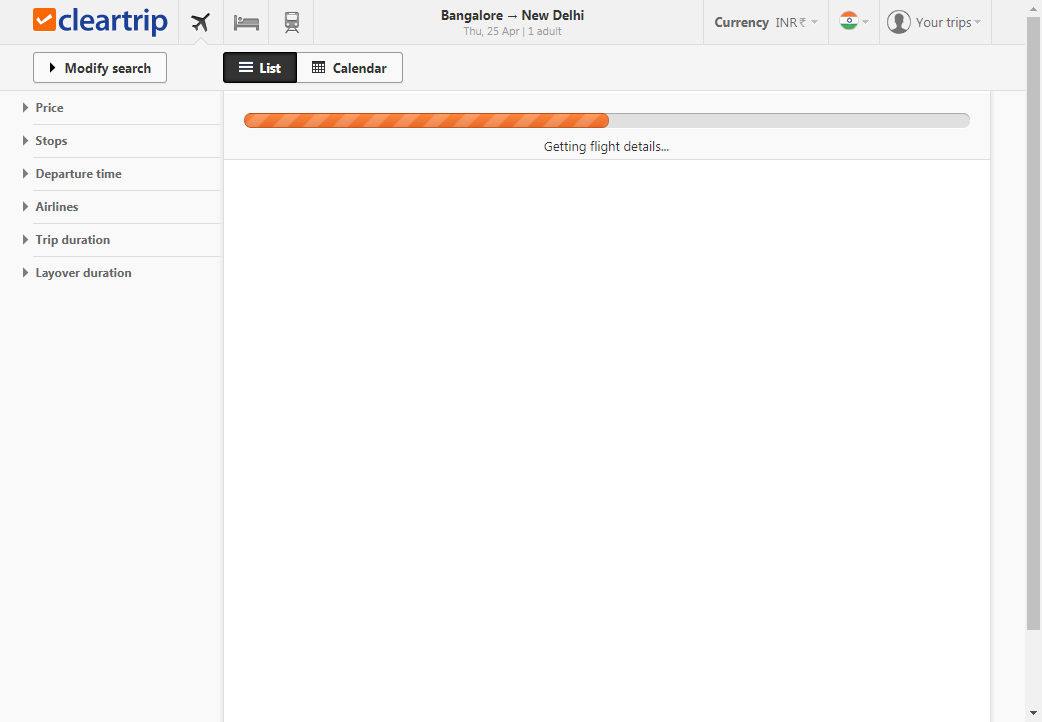 cleartrip
Bangalore → New Delhi
Thu, 25 Apr | 1 adult
Currency INR ₹
Your trips
Modify search
List
Calendar
Price
Stops
Departure time
Airlines
Trip duration
Layover duration
Getting flight details...